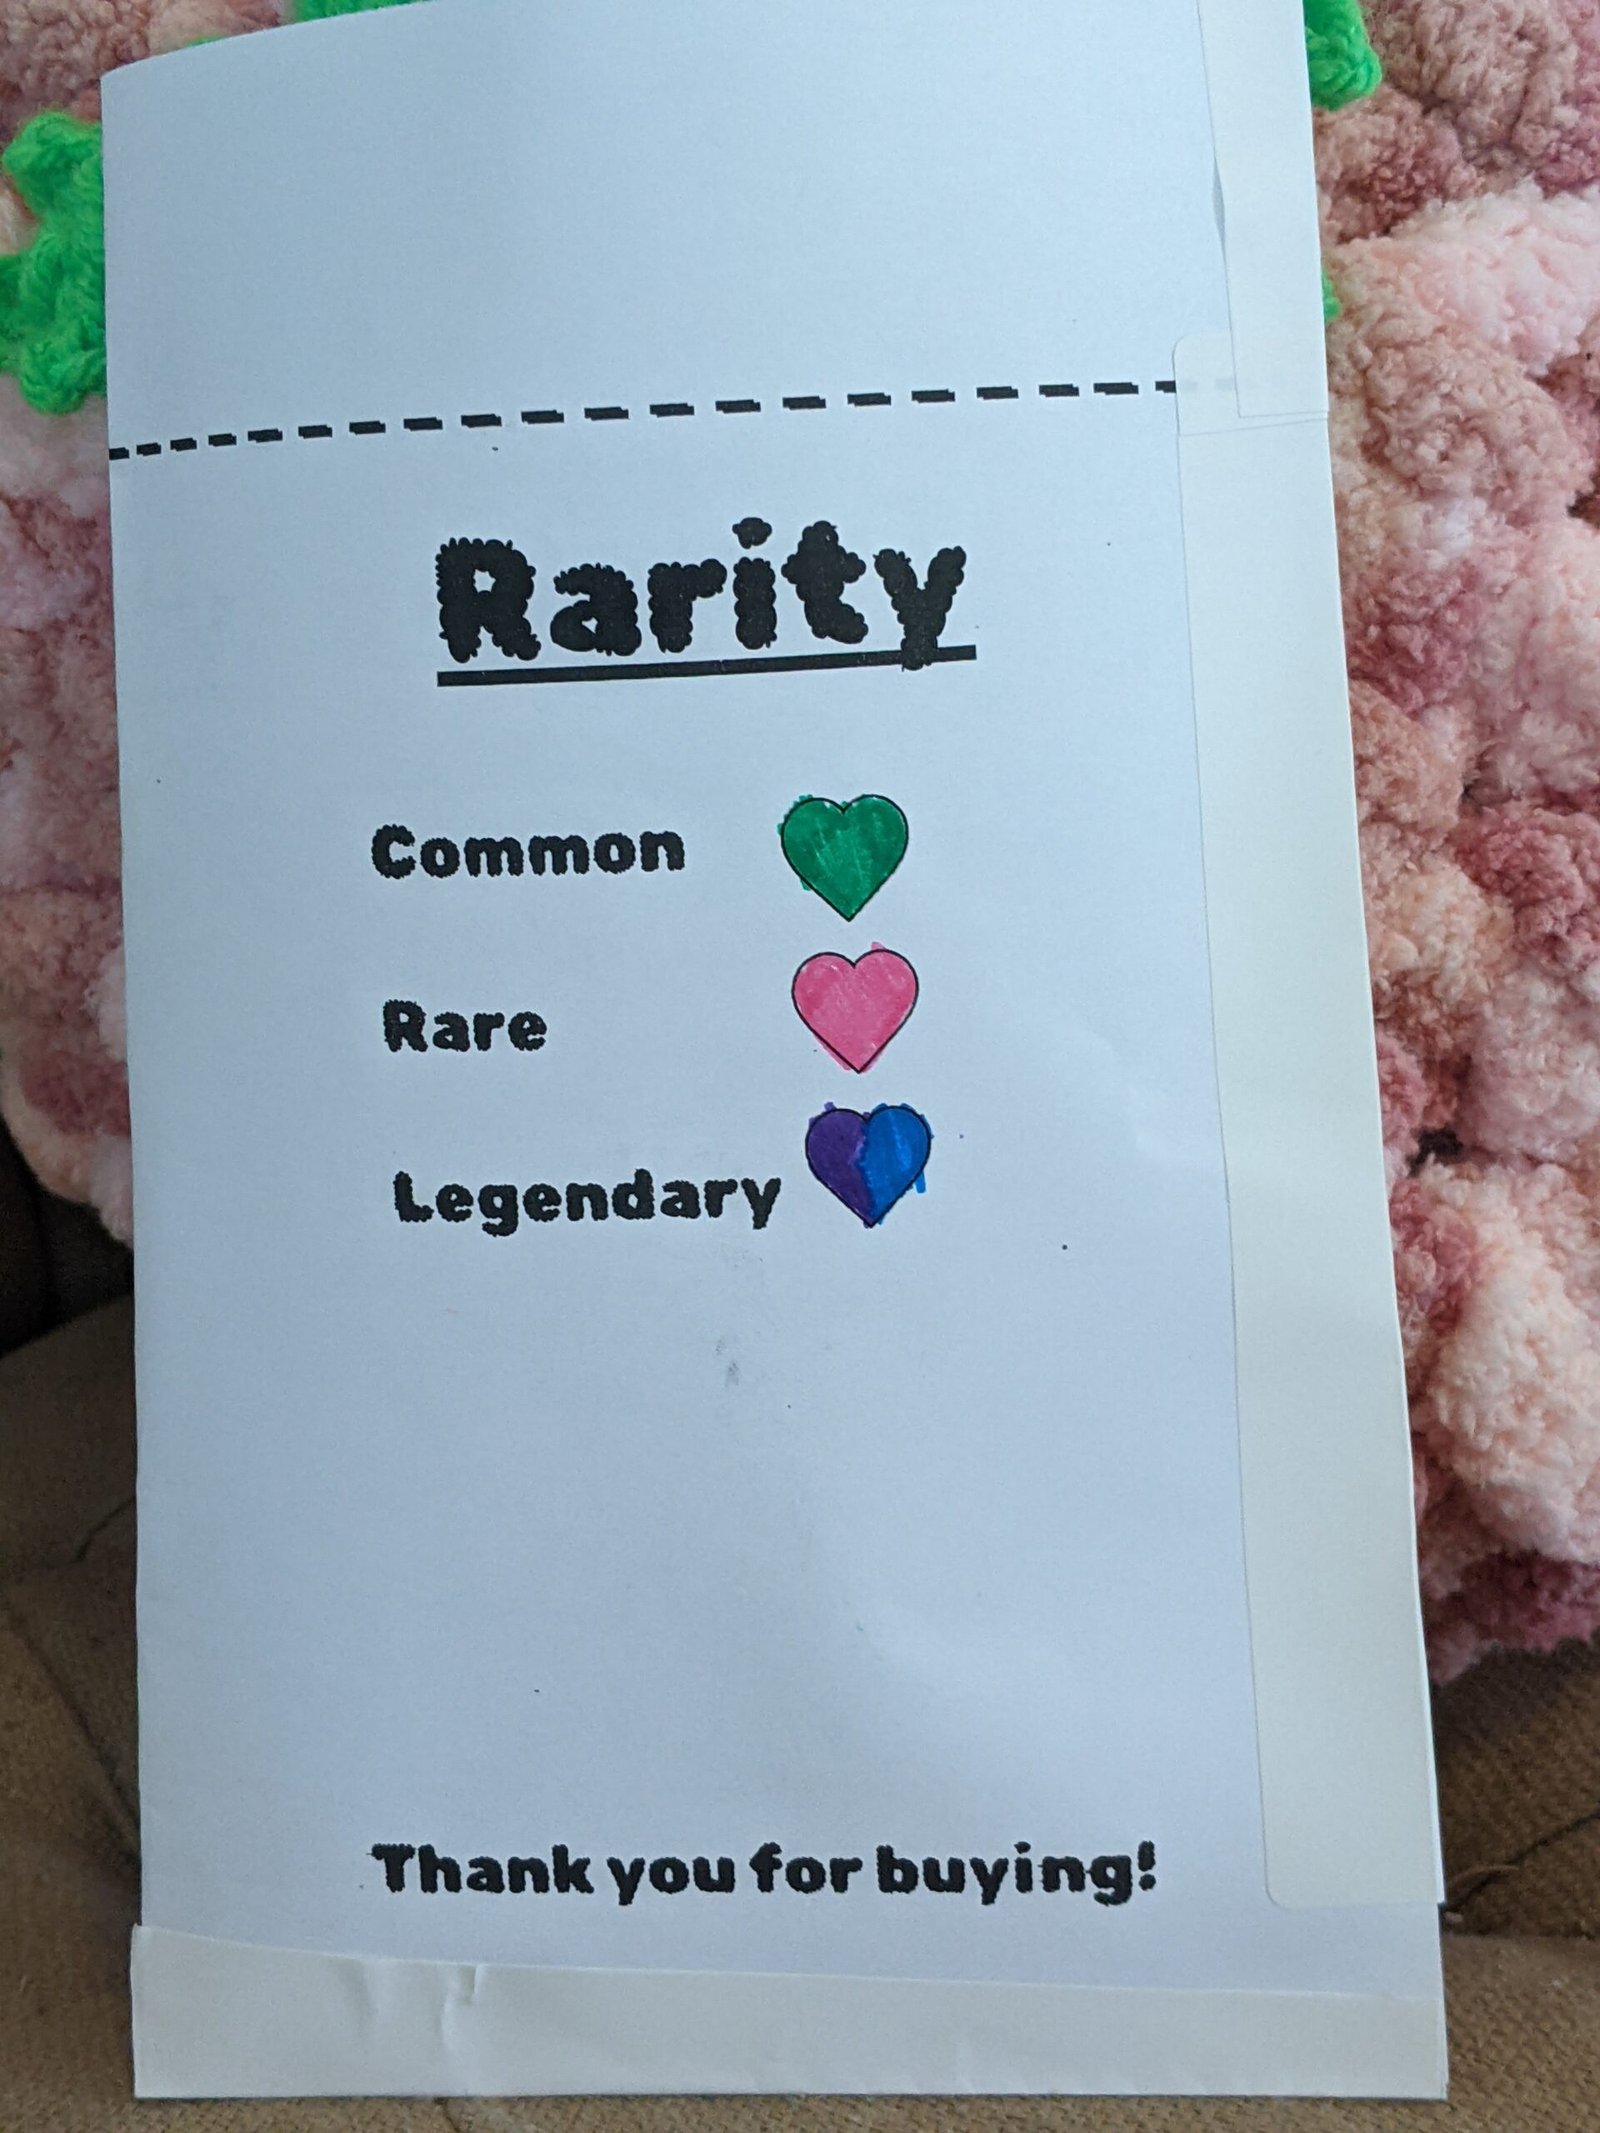 Rarity
Common
Rare
Legendary
Thank you for buying!